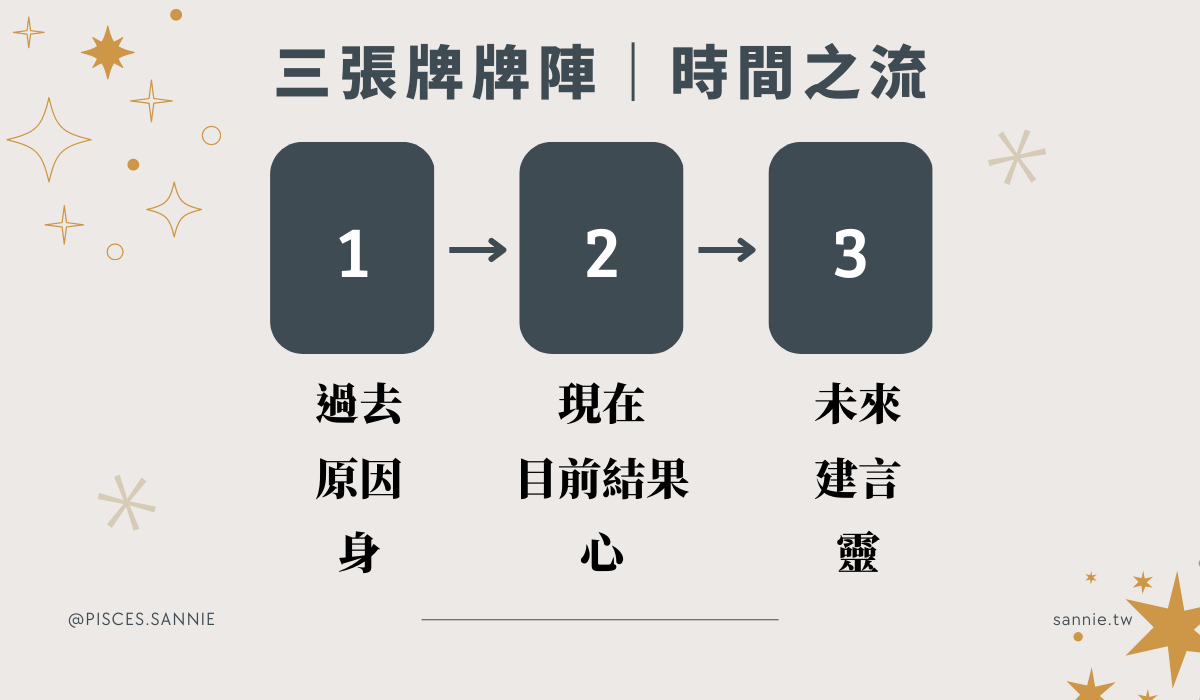 三張牌牌陣｜時間之流
1 → 2 → 3
過去 現在 未來
原因 目前結果 建言
身 心 靈
@PISCES.SANNIE
sannie.tw